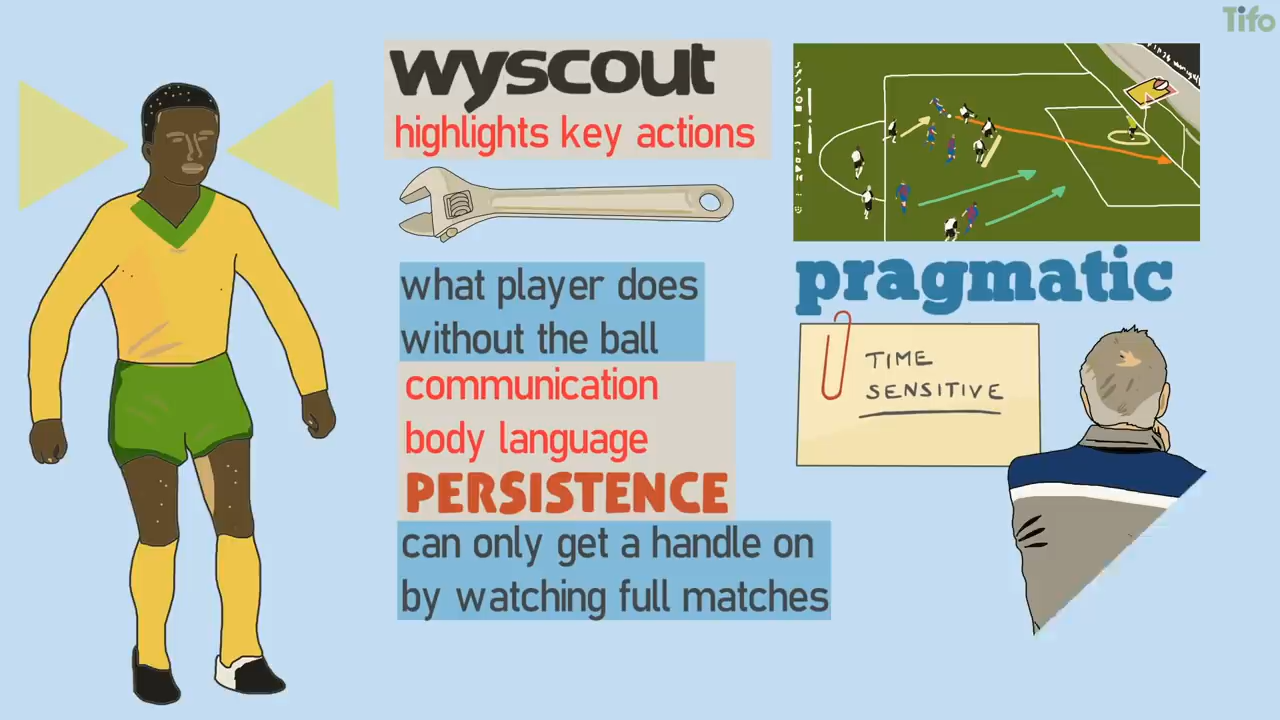 Tifo
wyscout
highlights key actions
what player does
without the ball
communication
body language
PERSISTENCE
can only get a handle on
by watching full matches
pragmatic
TIME
SENSITIVE